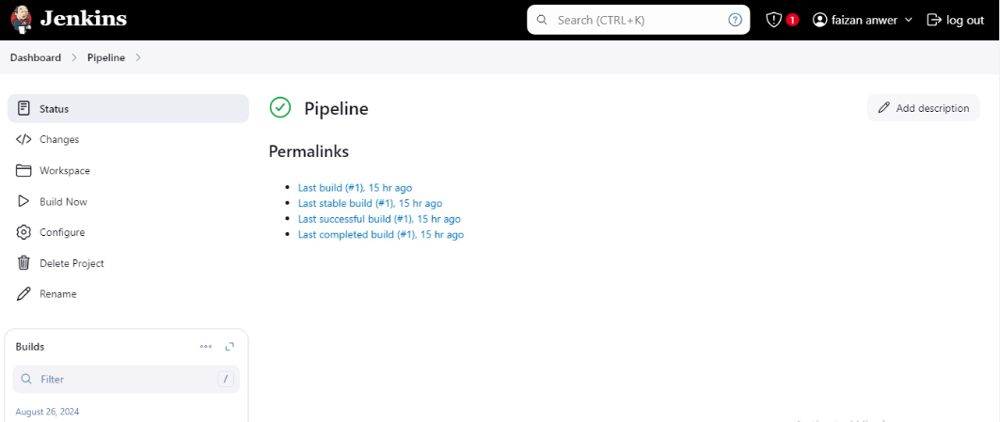 Jenkins
Search (CTRL+K)
1
faizan anwer
log out
Dashboard
Pipeline
Status
Changes
Workspace
Build Now
Configure
Delete Project
Rename
Builds
Filter
/
August 26, 2024
Pipeline
Add description
Permalinks
Last build (#1), 15 hr ago
Last stable build (#1), 15 hr ago
Last successful build (#1), 15 hr ago
Last completed build (#1), 15 hr ago